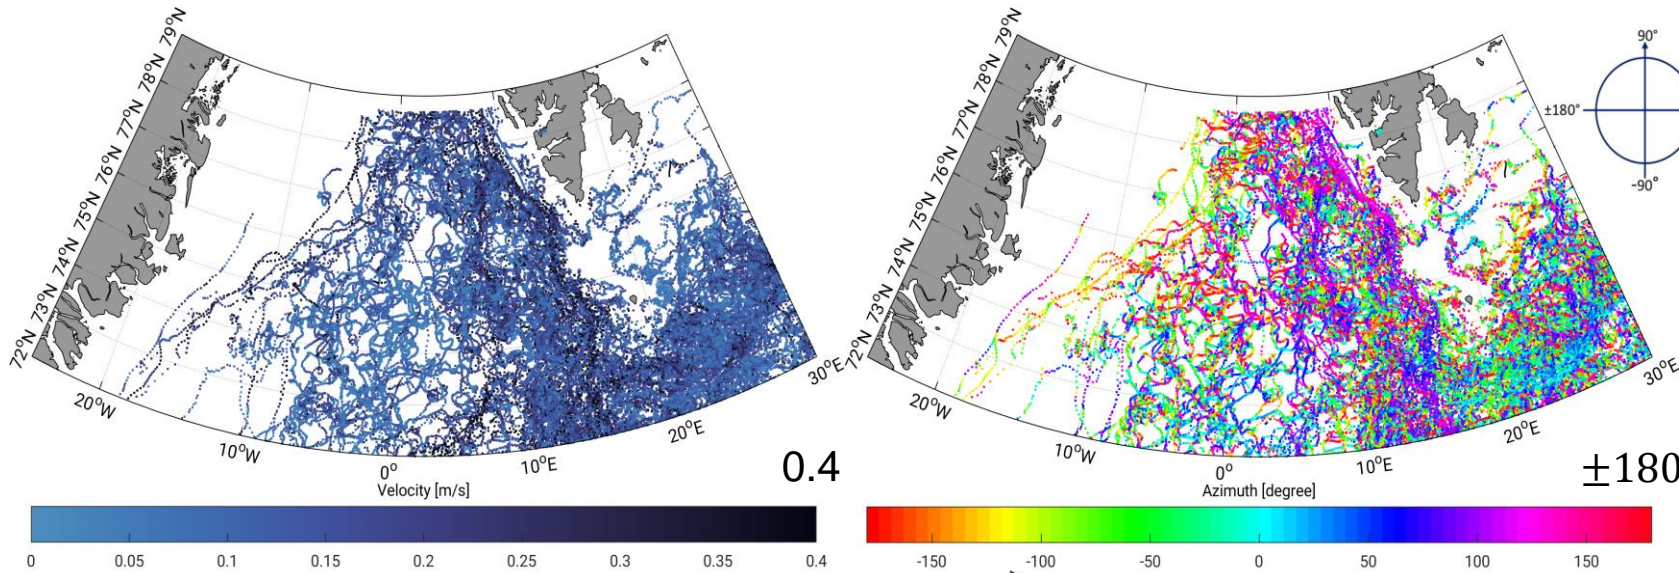 79°N
78°N
77°N
76°N
75°N
74°N
73°N
72°N
20°W
10°W
0°
10°E
20°E
30°E
Velocity [m/s]
0.4
0 0.05 0.1 0.15 0.2 0.25 0.3 0.35 0.4
79°N
78°N
77°N
76°N
75°N
74°N
73°N
72°N
20°W
10°W
0°
10°E
20°E
30°E
90°
±180°
-90°
Azimuth [degree]
±180
-150 -100 -50 0 50 100 150